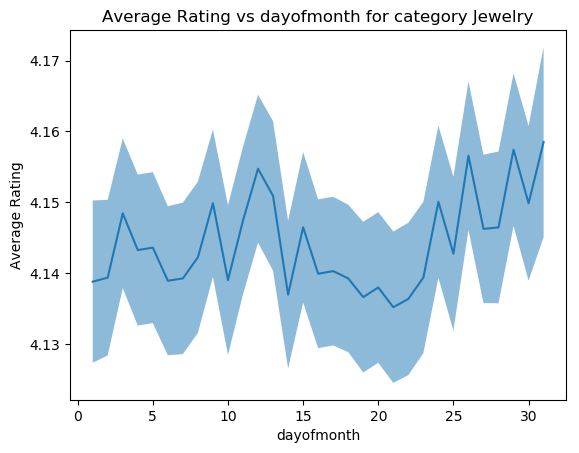 Average Rating vs dayofmonth for category Jewelry
Average Rating
4.17
4.16
4.15
4.14
4.13
0 5 10 15 20 25 30
dayofmonth